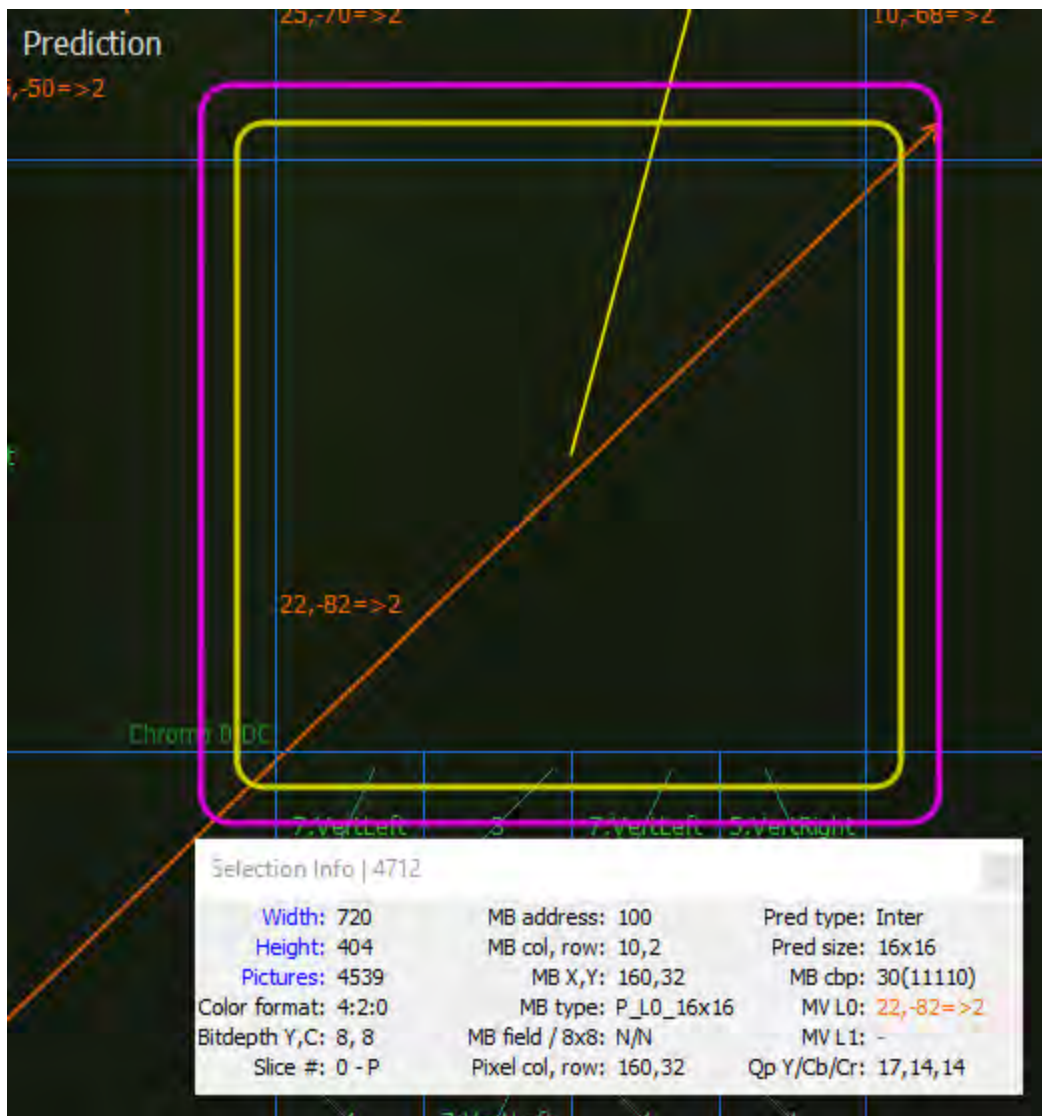 25,-70=>2
10,-68=>2
Prediction
,-50=>2
22,-82=>2
Chroma D DC
7.VertLeft
3
7.VertLeft
5.VertRight
Selection Info | 4712
Width: 720 MB address: 100 Pred type: Inter
Height: 404 MB col, row: 10,2 Pred size: 16x16
Pictures: 4539 MB X,Y: 160,32 MB cbp: 30(11110)
Color format: 4:2:0 MB type: P_L0_16x16 MV L0: 22,-82=>2
Bitdepth Y,C: 8, 8 MB field / 8x8: N/N MV L1: -
Slice #: 0 - P Pixel col, row: 160,32 Qp Y/Cb/Cr: 17,14,14